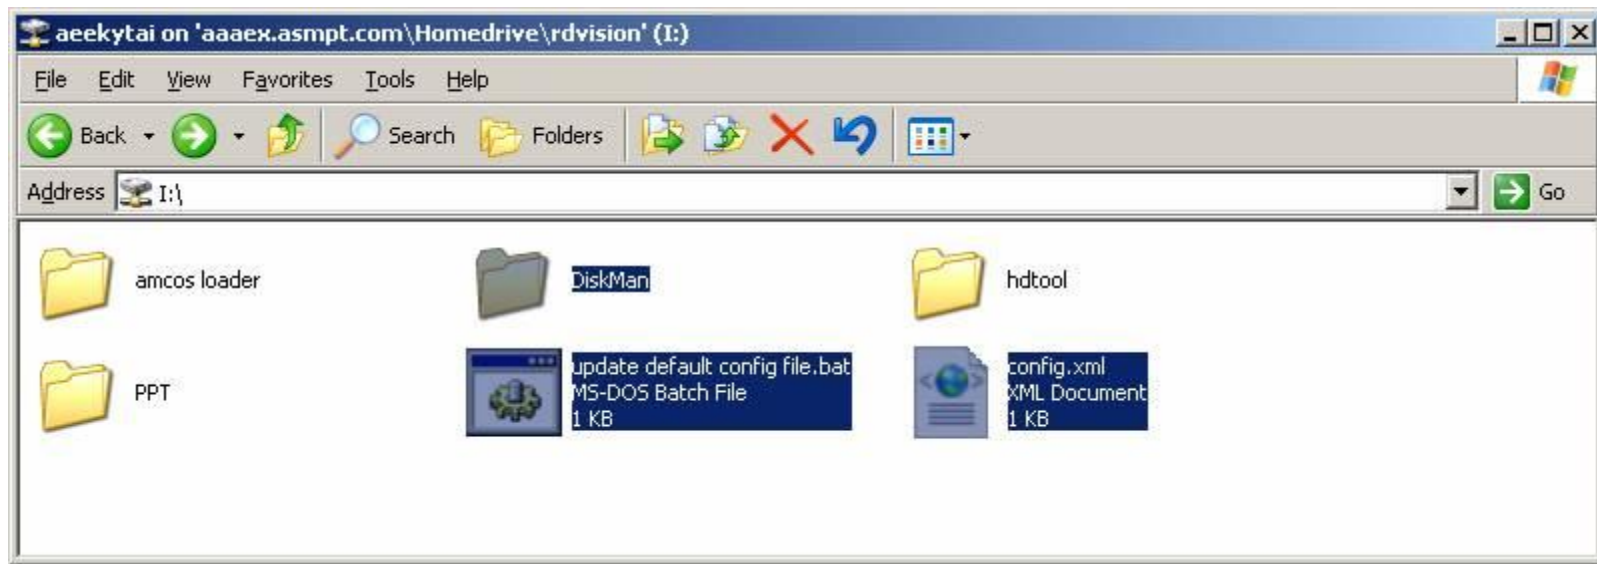 aeekytai on 'aaaex.asmpt.com\Homedrive\rdvision' (I:)
File Edit View Favorites Tools Help
Back Search Folders
Address I:\ Go
amcos loader DiskMan hdtool
PPT
update default config file.bat
MS-DOS Batch File
1 KB
config.xml
XML Document
1 KB